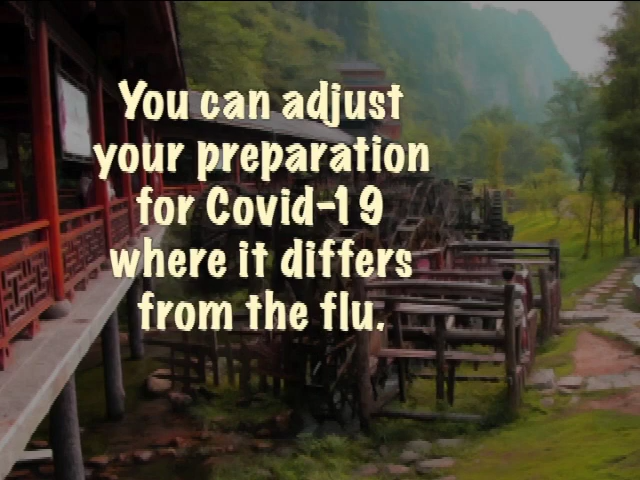 You can adjust
your preparation
for Covid-19
where it differs
from the flu.